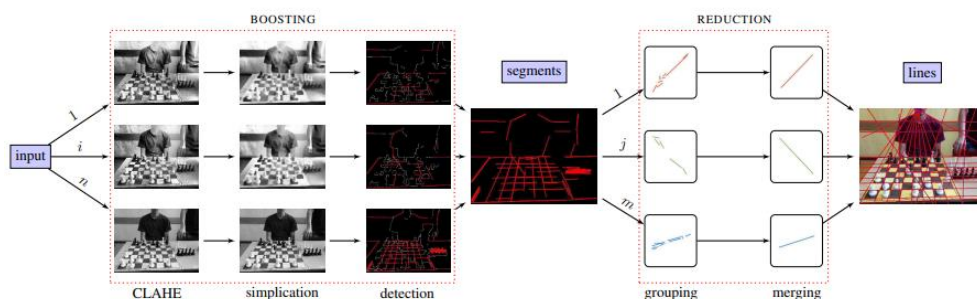 BOOSTING
REDUCTION
segments
lines
input
1
i
n
1
j
m
CLAHE
simplication
detection
grouping
merging